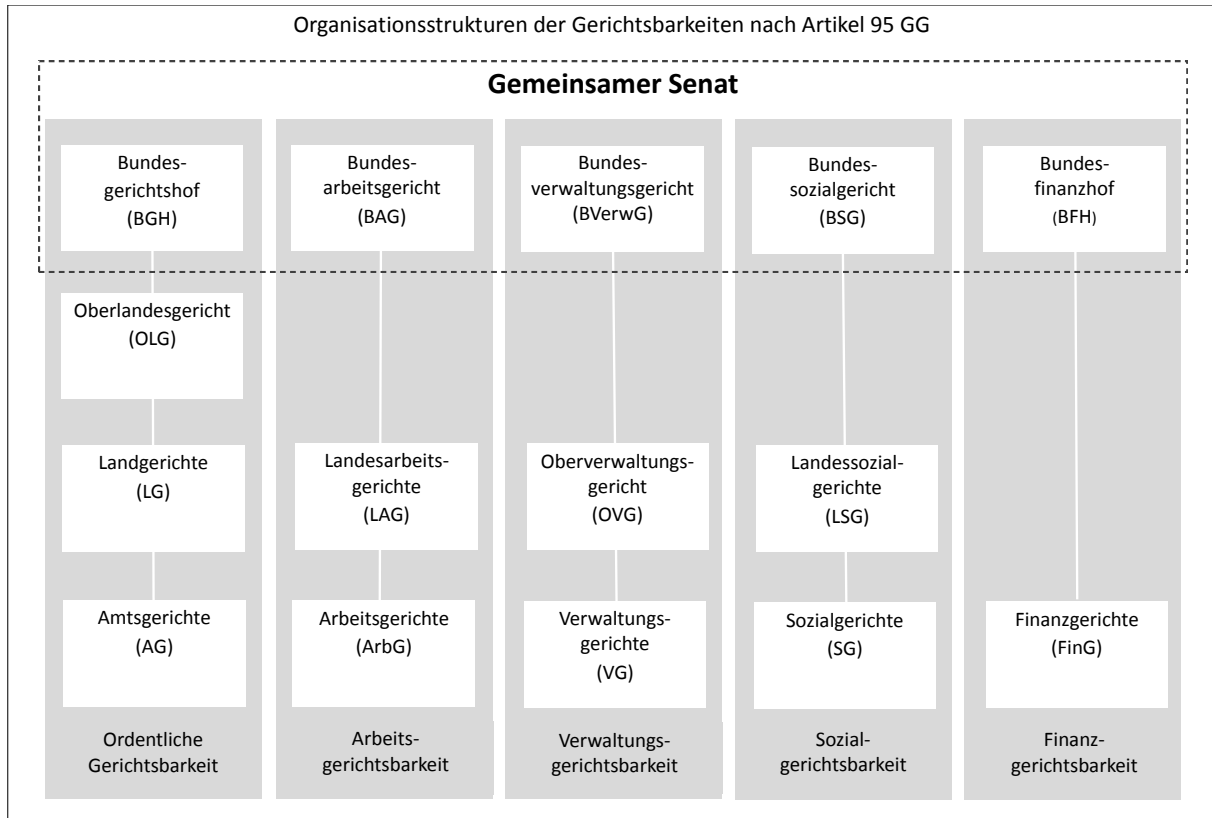 Organisationsstrukturen der Gerichtsbarkeiten nach Artikel 95 GG
Gemeinsamer Senat
Bundes-
gerichtshof
(BGH)
Oberlandesgericht
(OLG)
Landgerichte
(LG)
Amtsgerichte
(AG)
Ordentliche
Gerichtsbarkeit
Bundes-
arbeitsgericht
(BAG)
Landesarbeits-
gerichte
(LAG)
Arbeitsgerichte
(ArbG)
Arbeits-
gerichtsbarkeit
Bundes-
verwaltungsgericht
(BVerwG)
Oberverwaltungs-
gericht
(OVG)
Verwaltungs-
gerichte
(VG)
Verwaltungs-
gerichtsbarkeit
Bundes-
sozialgericht
(BSG)
Landessozial-
gerichte
(LSG)
Sozialgerichte
(SG)
Sozial-
gerichtsbarkeit
Bundes-
finanzhof
(BFH)
Finanzgerichte
(FinG)
Finanz-
gerichtsbarkeit